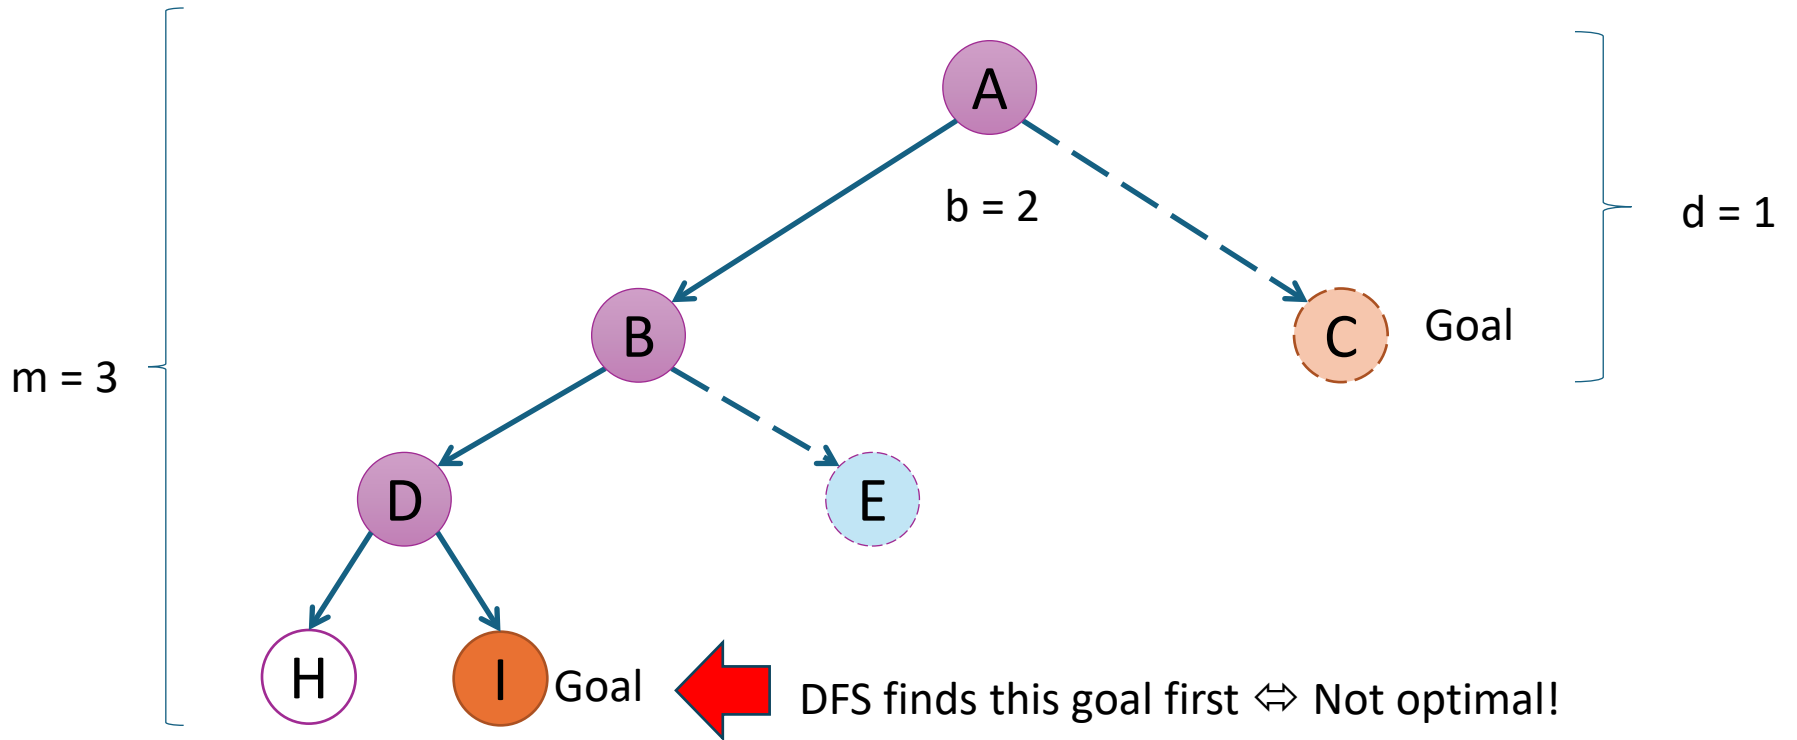 A
b = 2
d = 1
B
C
Goal
m = 3
D
E
H
I
Goal
DFS finds this goal first ⬄ Not optimal!